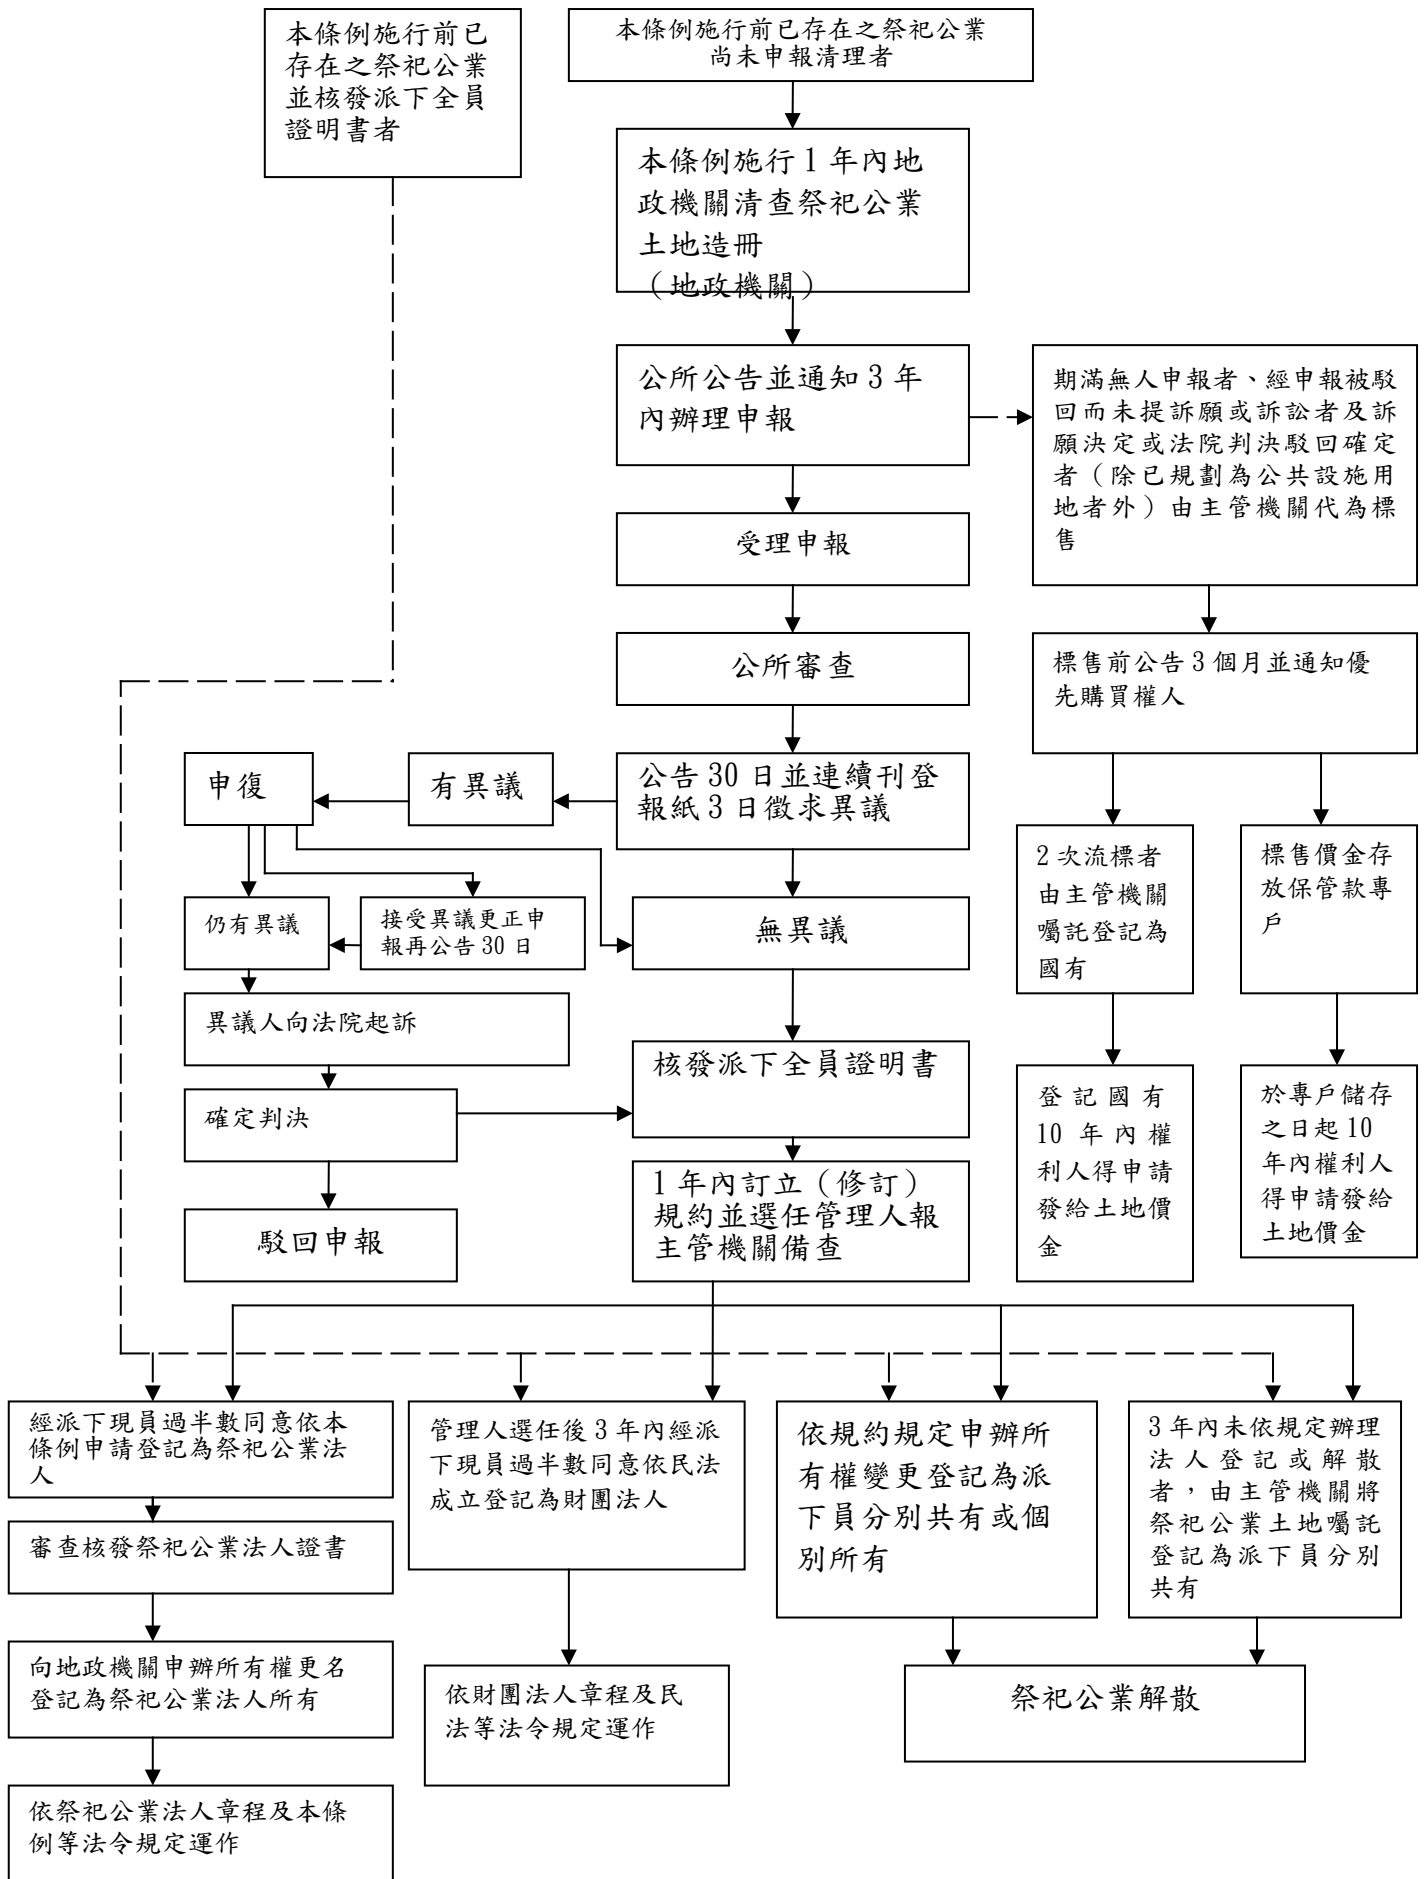 本條例施行前已
存在之祭祀公業
並核發派下全員
證明書者
本條例施行前已存在之祭祀公業
尚未申報清理者
本條例施行1年內地
政機關清查祭祀公業
土地造冊
（地政機關）
公所公告並通知3年
內辦理申報
期滿無人申報者、經申報被駁
回而未提訴願或訴訟者及訴
願決定或法院判決駁回確定
者（除已規劃為公共設施用
地者外）由主管機關代為標
售
受理申報
公所審查
標售前公告3個月並通知優
先購買權人
申復
有異議
公告30日並連續刊登
報紙3日徵求異議
2次流標者
由主管機關
囑託登記為
國有
標售價金存
放保管款專
戶
仍有異議
接受異議更正申
報再公告30日
無異議
異議人向法院起訴
核發派下全員證明書
確定判決
登記國有
10年內權
利人得申請
發給土地價
金
於專戶儲存
之日起10
年內權利人
得申請發給
土地價金
駁回申報
1年內訂立（修訂）
規約並選任管理人報
主管機關備查
經派下現員過半數同意依本
條例申請登記為祭祀公業法
人
管理人選任後3年內經派
下現員過半數同意依民法
成立登記為財團法人
依規約規定申辦所
有權變更登記為派
下員分別共有或個
別所有
3年內未依規定辦理
法人登記或解散
者，由主管機關將
祭祀公業土地囑託
登記為派下員分別
共有
審查核發祭祀公業法人證書
向地政機關申辦所有權更名
登記為祭祀公業法人所有
依財團法人章程及民
法等法令規定運作
祭祀公業解散
依祭祀公業法人章程及本條
例等法令規定運作